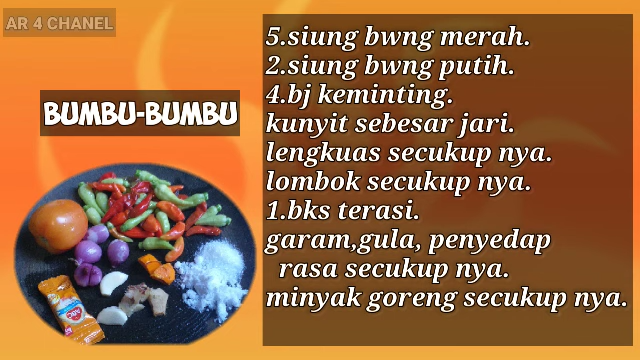 AR 4 CHANEL
BUMBU-BUMBU
5.siung bwng merah.
2.siung bwng putih.
4.bj keminting.
kunyit sebesar jari.
lengkuas secukup nya.
lombok secukup nya.
1.bks terasi.
garam,gula, penyedap
rasa secukup nya.
minyak goreng secukup nya.
ABC